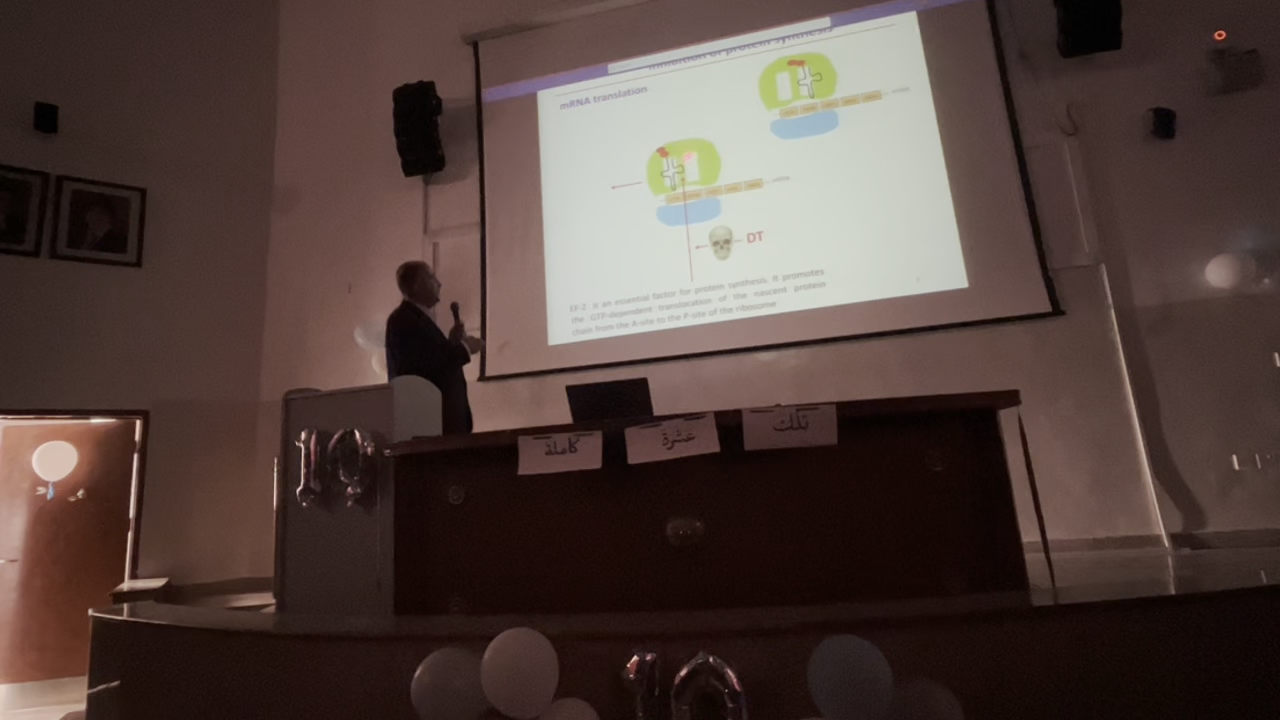 Inhibition of protein synthesis
mRNA translation
DT
EF-2 is an essential factor for protein synthesis. It promotes
the GTP-dependent translocation of the nascent protein
chain from the A-site to the P-site of the ribosome
تلك عشرة كاملة
10
10